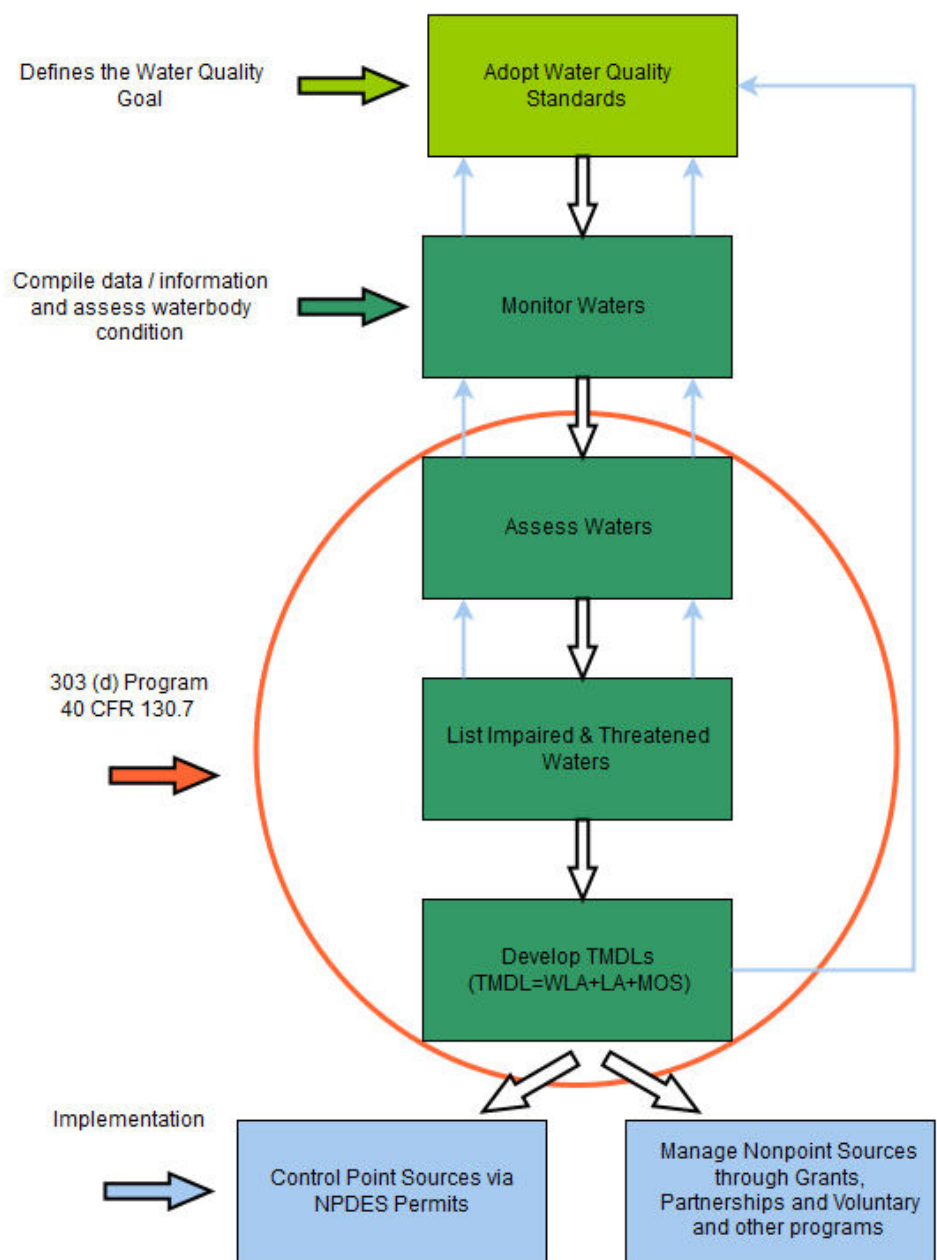 Defines the Water Quality
Goal
Adopt Water Quality
Standards
Compile data / information
and assess waterbody
condition
Monitor Waters
Assess Waters
303 (d) Program
40 CFR 130.7
List Impaired & Threatened
Waters
Develop TMDLs
(TMDL=WLA+LA+MOS)
Implementation
Control Point Sources via
NPDES Permits
Manage Nonpoint Sources
through Grants,
Partnerships and Voluntary
and other programs